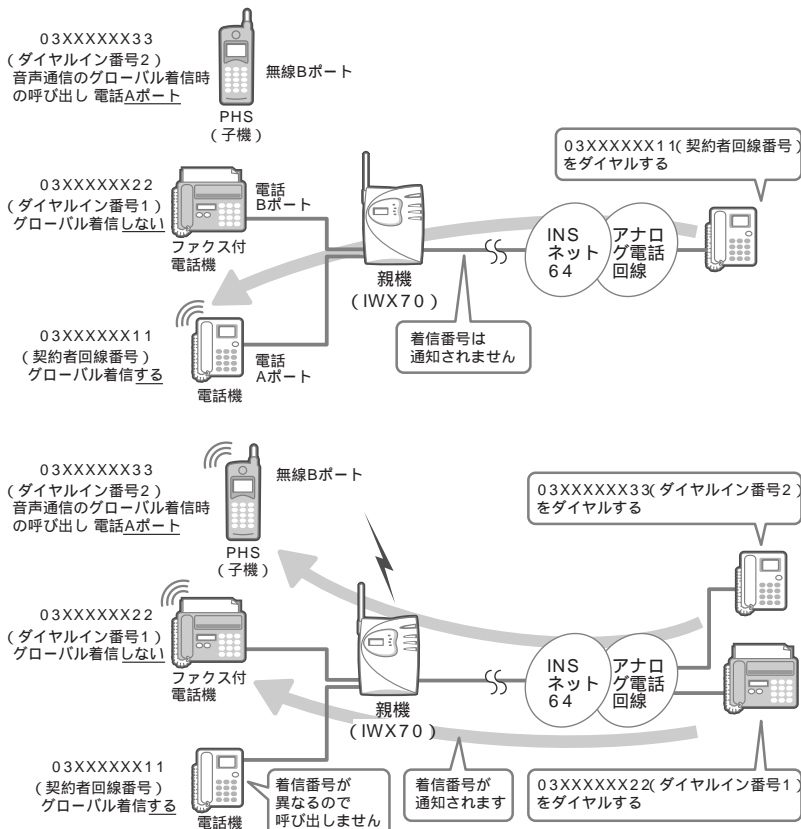 03XXXXXX33
(ダイヤルイン番号2)
音声通信のグローバル着信時
の呼び出し 電話Aポート
無線Bポート
PHS
(子機)
03XXXXXX11(契約者回線番号)
をダイヤルする
03XXXXXX22
(ダイヤルイン番号1)
グローバル着信しない
電話
Bポート
ファクス付
電話機
親機
(IWX70)
INS
ネット
64
アナロ
グ電話
回線
着信番号は
通知されません
03XXXXXX11
(契約者回線番号)
グローバル着信する
電話
Aポート
電話機
03XXXXXX33
(ダイヤルイン番号2)
音声通信のグローバル着信時
の呼び出し 電話Aポート
無線Bポート
PHS
(子機)
03XXXXXX33(ダイヤルイン番号2)
をダイヤルする
03XXXXXX22
(ダイヤルイン番号1)
グローバル着信しない
ファクス付
電話機
親機
(IWX70)
INS
ネット
64
アナロ
グ電話
回線
03XXXXXX11
(契約者回線番号)
グローバル着信する
電話機
着信番号が
異なるので
呼び出しません
着信番号が
通知されます
03XXXXXX22(ダイヤルイン番号1)
をダイヤルする